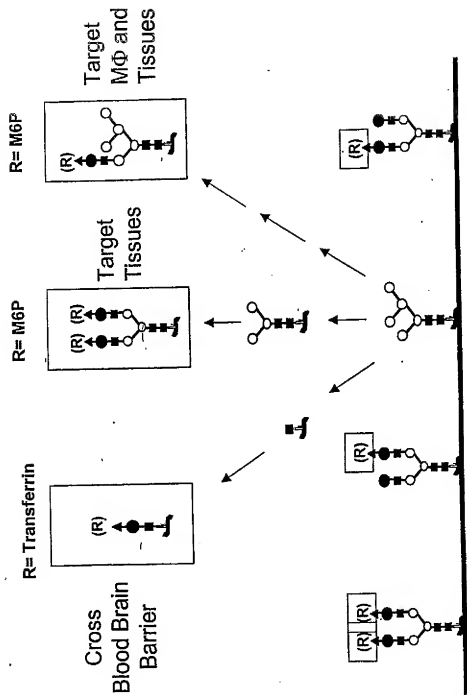 R= Transferrin
R= M6P
R= M6P
Cross
Blood Brain
Barrier
(R)
(R) (R)
Target
Tissues
(R)
Target
MΦ and
Tissues
(R) (R)
(R)
(R)